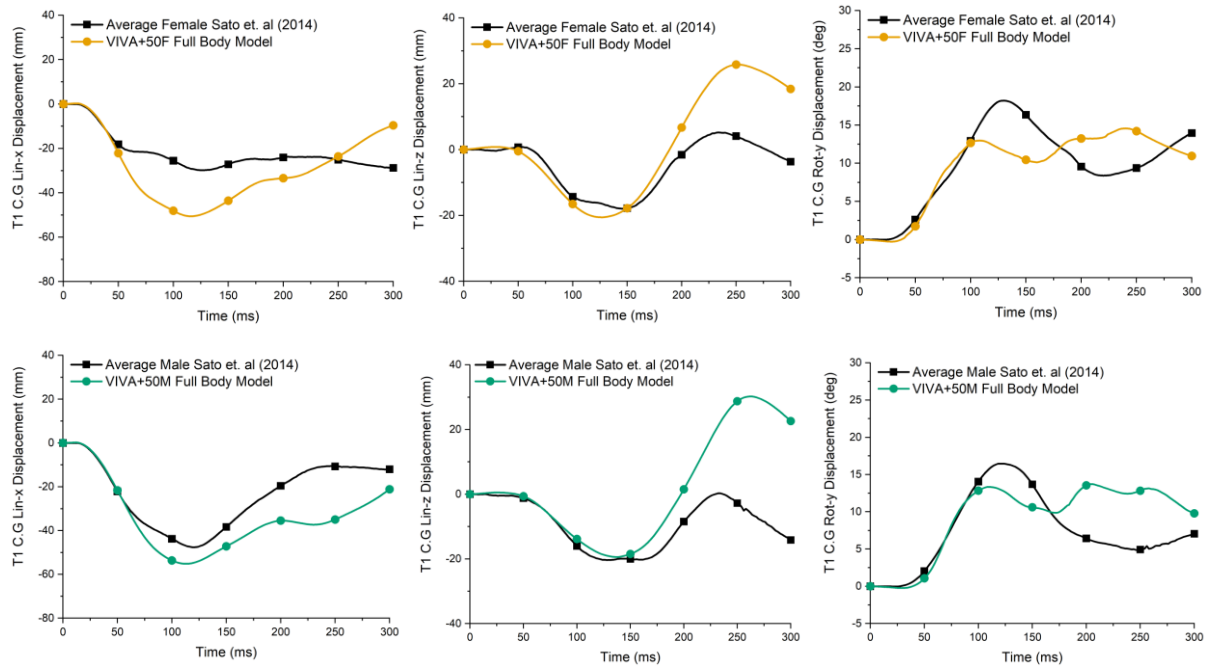 Average Female Sato et. al (2014)
VIVA+50F Full Body Model
T1 C.G Lin-x Displacement (mm)
40
20
0
-20
-40
-60
-80
0 50 100 150 200 250 300
Time (ms)
Average Female Sato et. al (2014)
VIVA+50F Full Body Model
T1 C.G Lin-z Displacement (mm)
40
20
0
-20
-40
0 50 100 150 200 250 300
Time (ms)
Average Female Sato et. al (2014)
VIVA+50F Full Body Model
T1 C.G Rot-y Displacement (deg)
30
25
20
15
10
5
0
-5
0 50 100 150 200 250 300
Time (ms)
Average Male Sato et. al (2014)
VIVA+50M Full Body Model
T1 C.G Lin-x Displacement (mm)
40
20
0
-20
-40
-60
-80
0 50 100 150 200 250 300
Time (ms)
Average Male Sato et. al (2014)
VIVA+50M Full Body Model
T1 C.G Lin-z Displacement (mm)
40
20
0
-20
-40
0 50 100 150 200 250 300
Time (ms)
Average Male Sato et. al (2014)
VIVA+50M Full Body Model
T1 C.G Rot-y Displacement (deg)
30
25
20
15
10
5
0
-5
0 50 100 150 200 250 300
Time (ms)